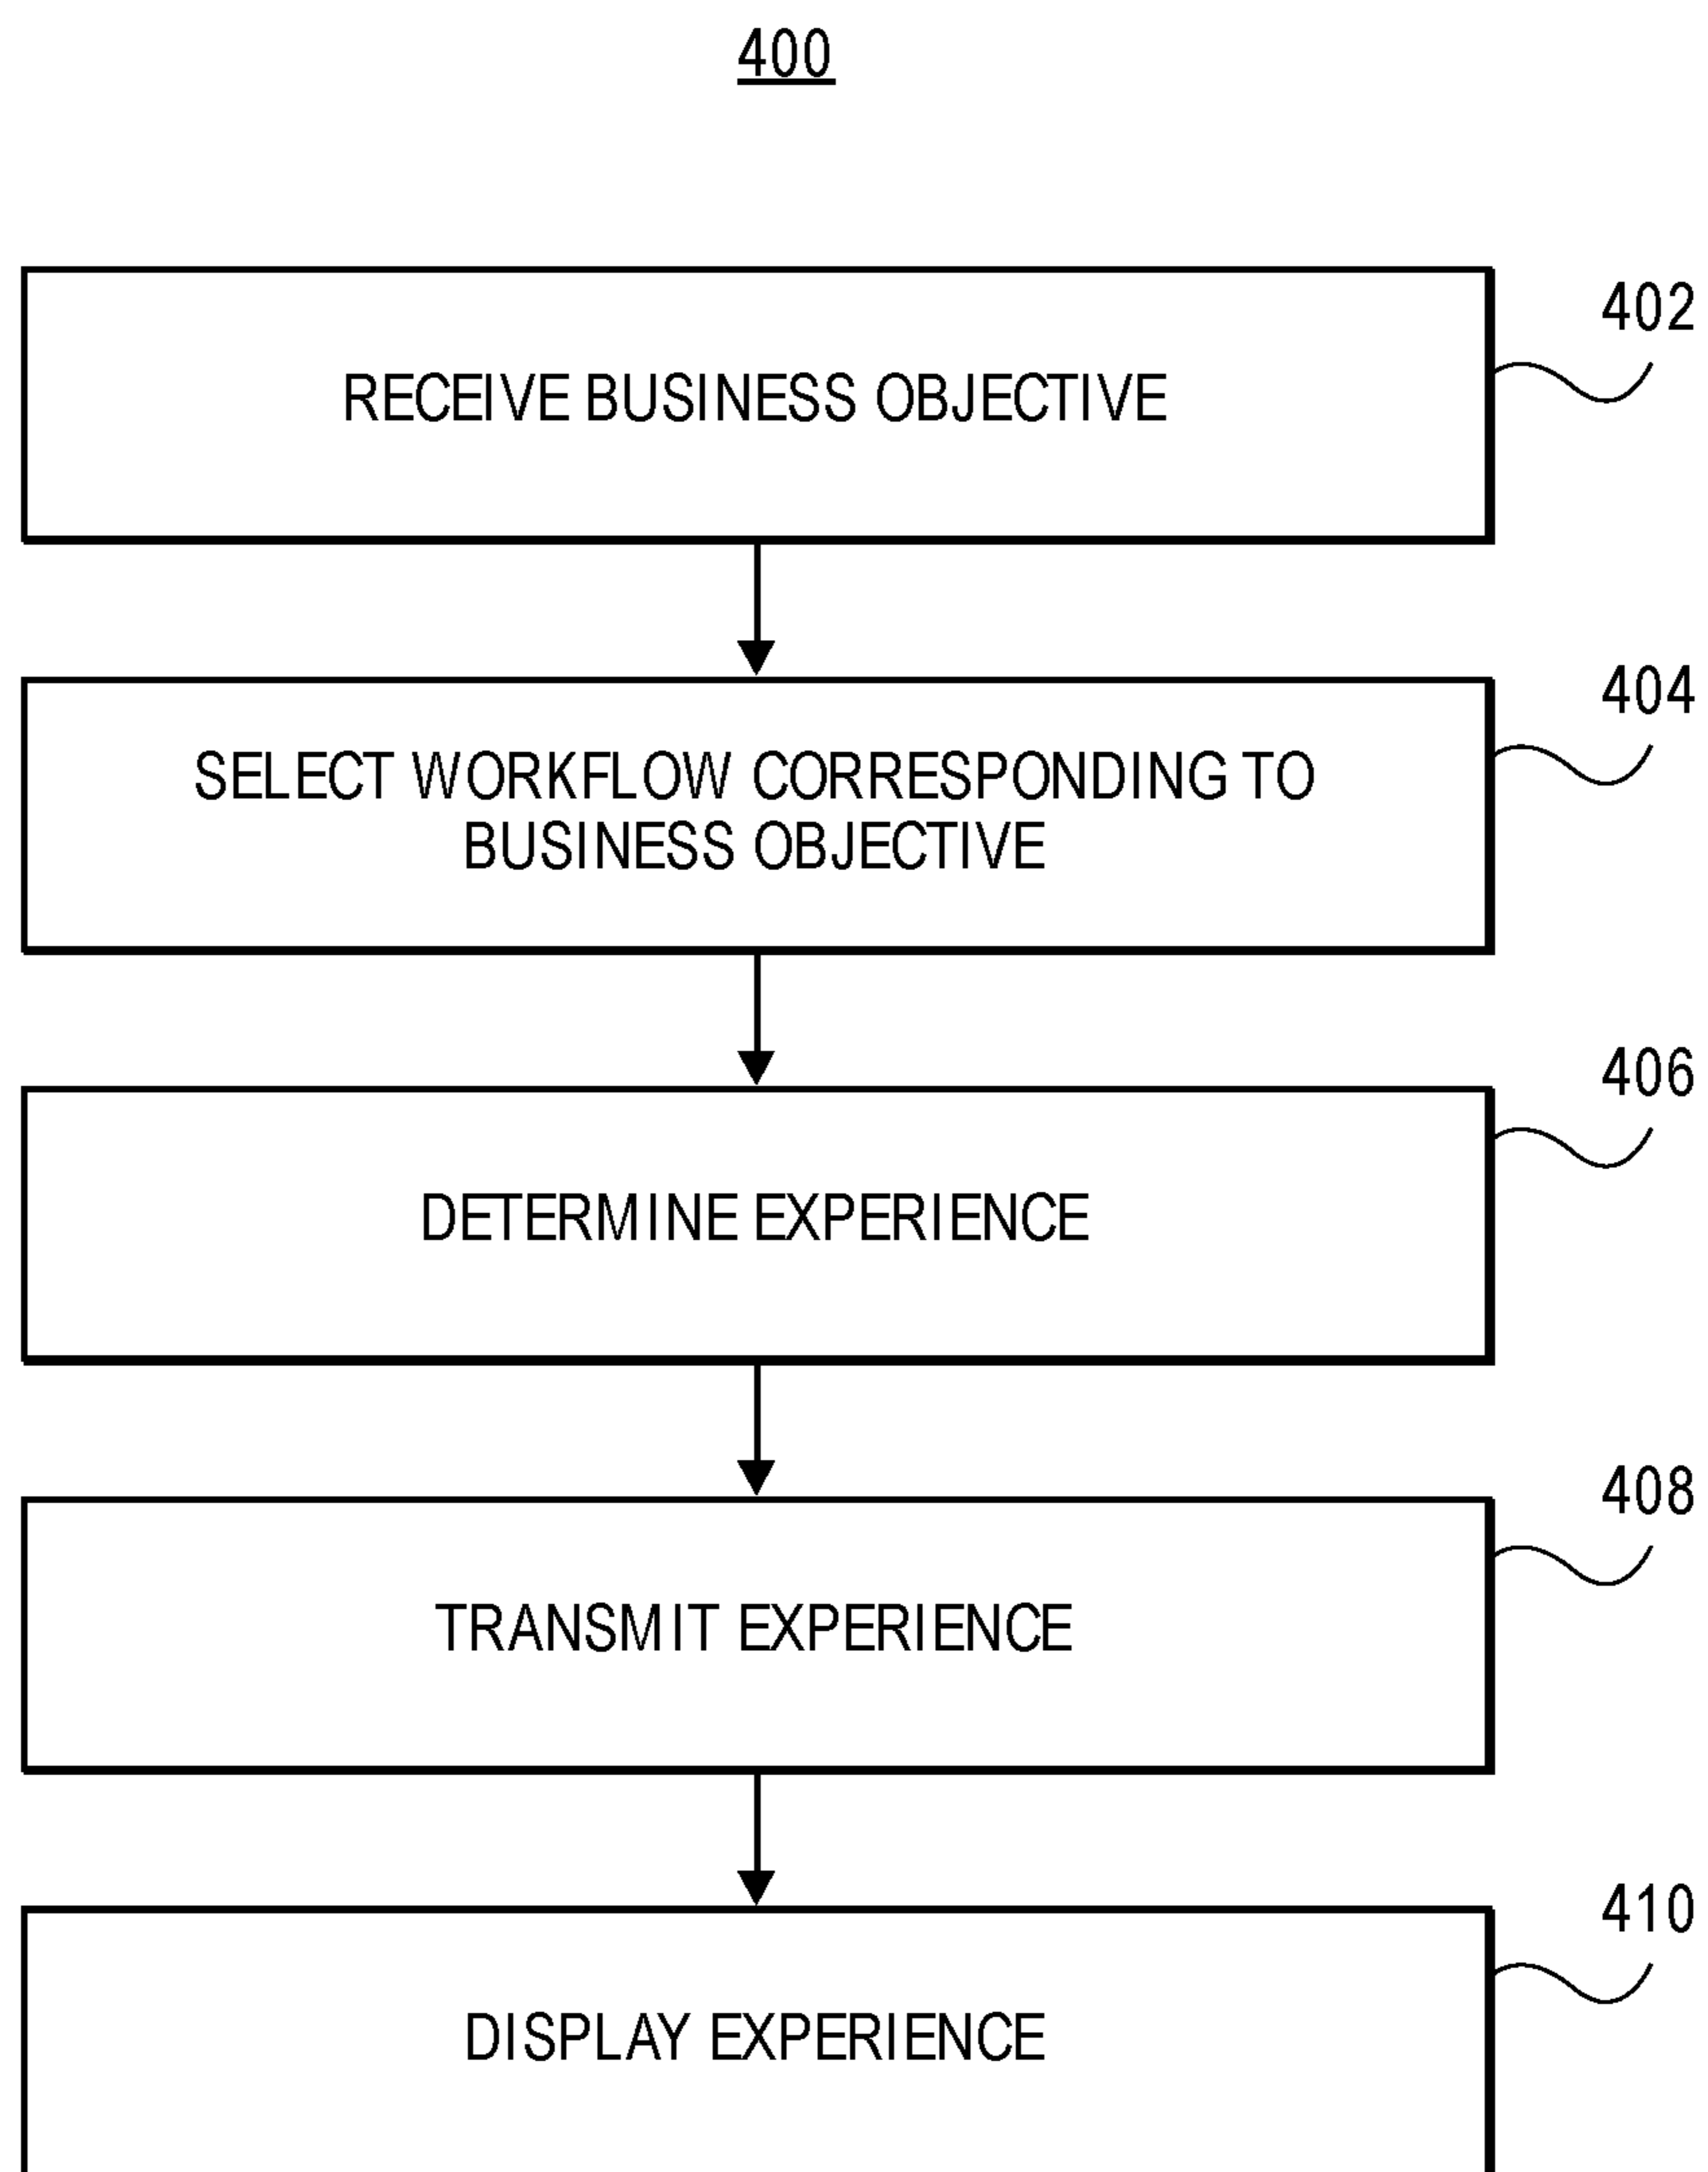 400
402
RECEIVE BUSINESS OBJECTIVE
404
SELECT WORKFLOW CORRESPONDING TO
BUSINESS OBJECTIVE
406
DETERMINE EXPERIENCE
408
TRANSMIT EXPERIENCE
410
DISPLAY EXPERIENCE